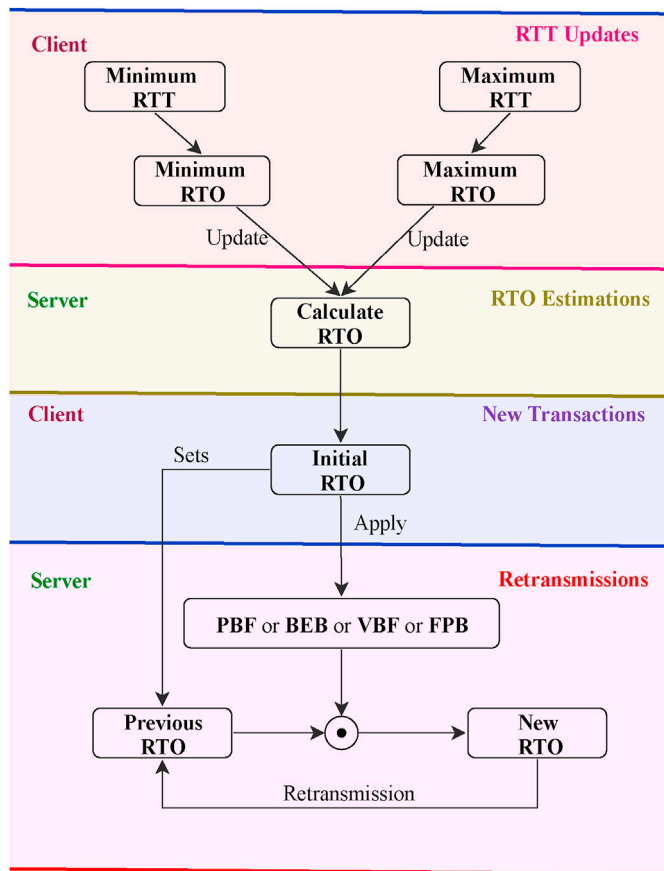 Client
RTT Updates
Minimum
RTT
Maximum
RTT
Minimum
RTO
Maximum
RTO
Update
Update
Server
RTO Estimations
Calculate
RTO
Client
New Transactions
Sets
Initial
RTO
Apply
Server
Retransmissions
PBF or BEB or VBF or FPB
Previous
RTO
New
RTO
Retransmission